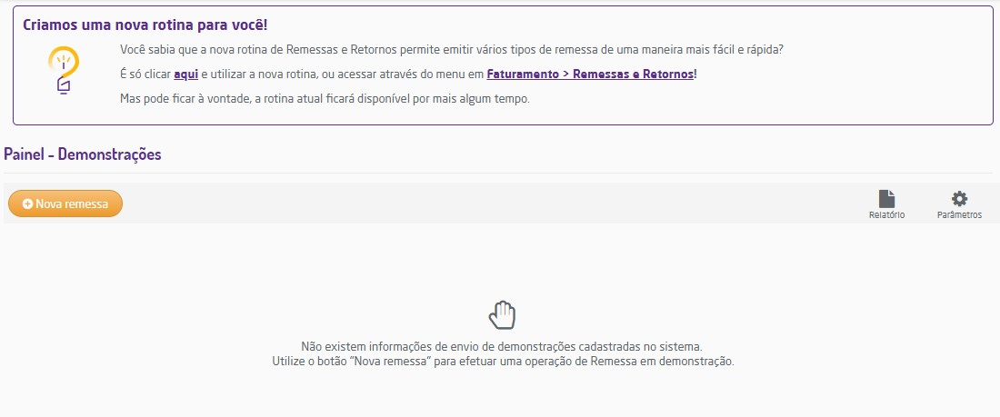 Criamos uma nova rotina para você!
Você sabia que a nova rotina de Remessas e Retornos permite emitir vários tipos de remessa de uma maneira mais fácil e rápida?
É só clicar aqui e utilizar a nova rotina, ou acessar através do menu em Faturamento > Remessas e Retornos!
Mas pode ficar à vontade, a rotina atual ficará disponível por mais algum tempo.
Painel - Demonstrações
Nova remessa
Relatório
Parâmetros
Não existem informações de envio de demonstrações cadastradas no sistema.
Utilize o botão "Nova remessa" para efetuar uma operação de Remessa em demonstração.